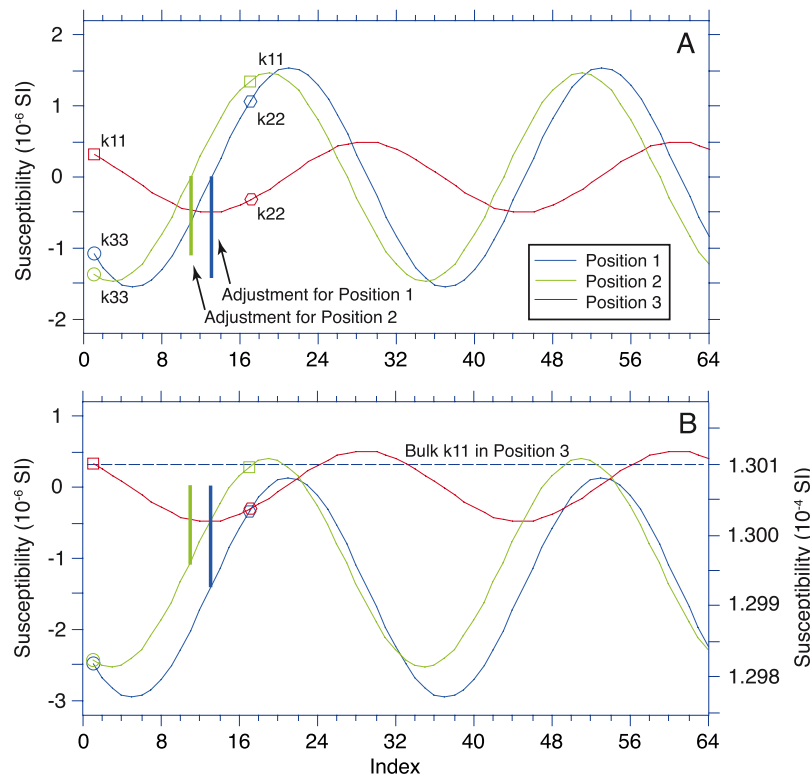 A
2
1
0
-1
-2
Susceptibility (10-6 SI)
k11
k22
k11
k22
k33
k33
Adjustment for Position 1
Adjustment for Position 2
Position 1
Position 2
Position 3
0 8 16 24 32 40 48 56 64
B
1
0
-1
-2
-3
Susceptibility (10-6 SI)
Bulk k11 in Position 3
1.301
1.300
1.299
1.298
Susceptibility (10-4 SI)
0 8 16 24 32 40 48 56 64
Index